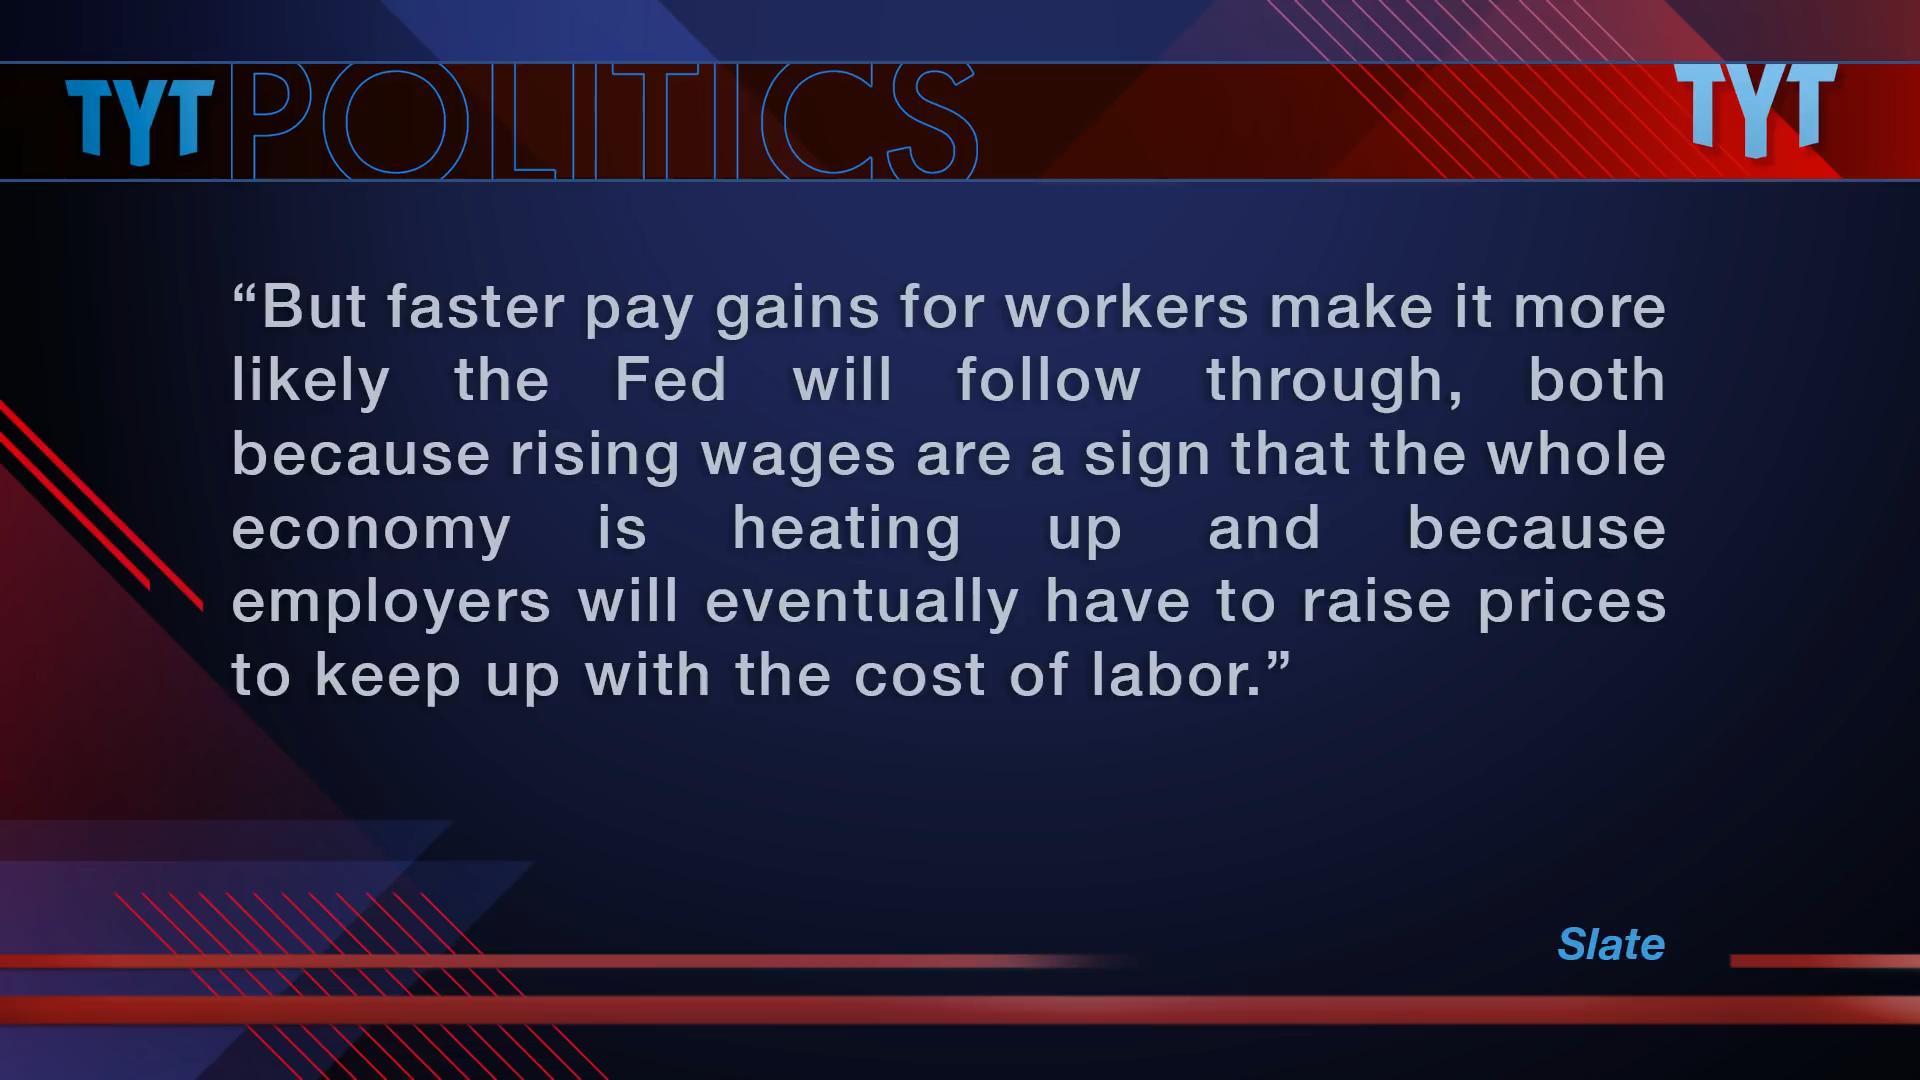 TYT POLITICS
TYT
“But faster pay gains for workers make it more
likely the Fed will follow through, both
because rising wages are a sign that the whole
economy is heating up and because
employers will eventually have to raise prices
to keep up with the cost of labor.”
Slate